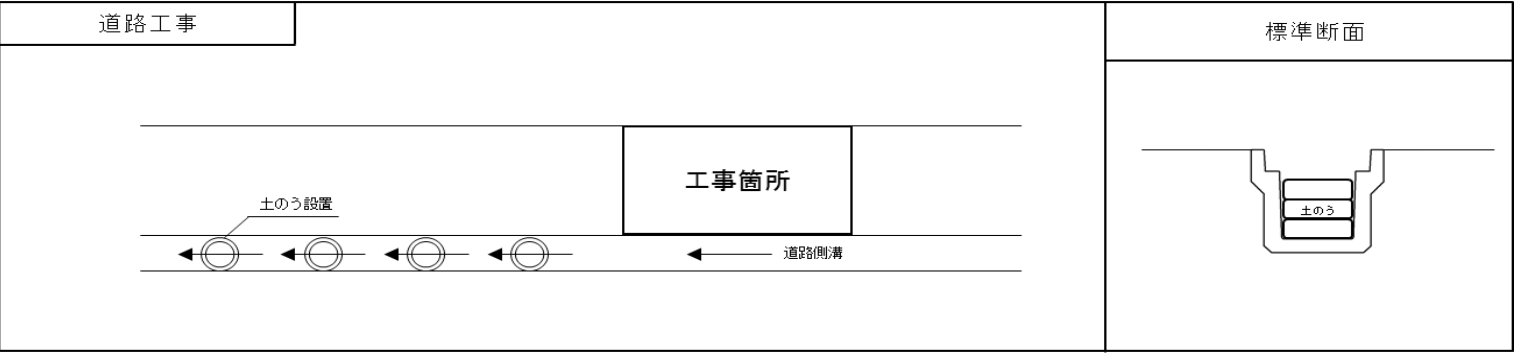 道路工事
標準断面
工事箇所
土のう設置
道路側溝
土のう